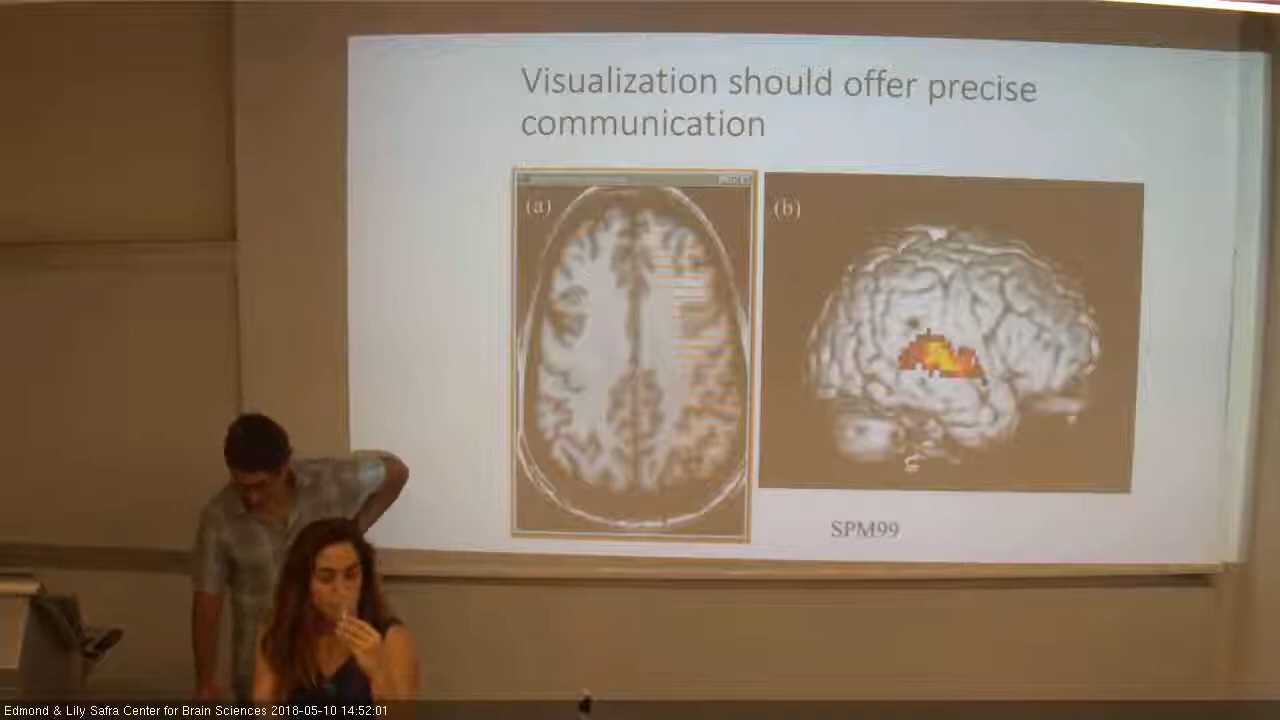 Visualization should offer precise
communication
(a)
(b)
SPM99
Edmond & Lily Safra Center for Brain Sciences 2018-05-10 14:52:01